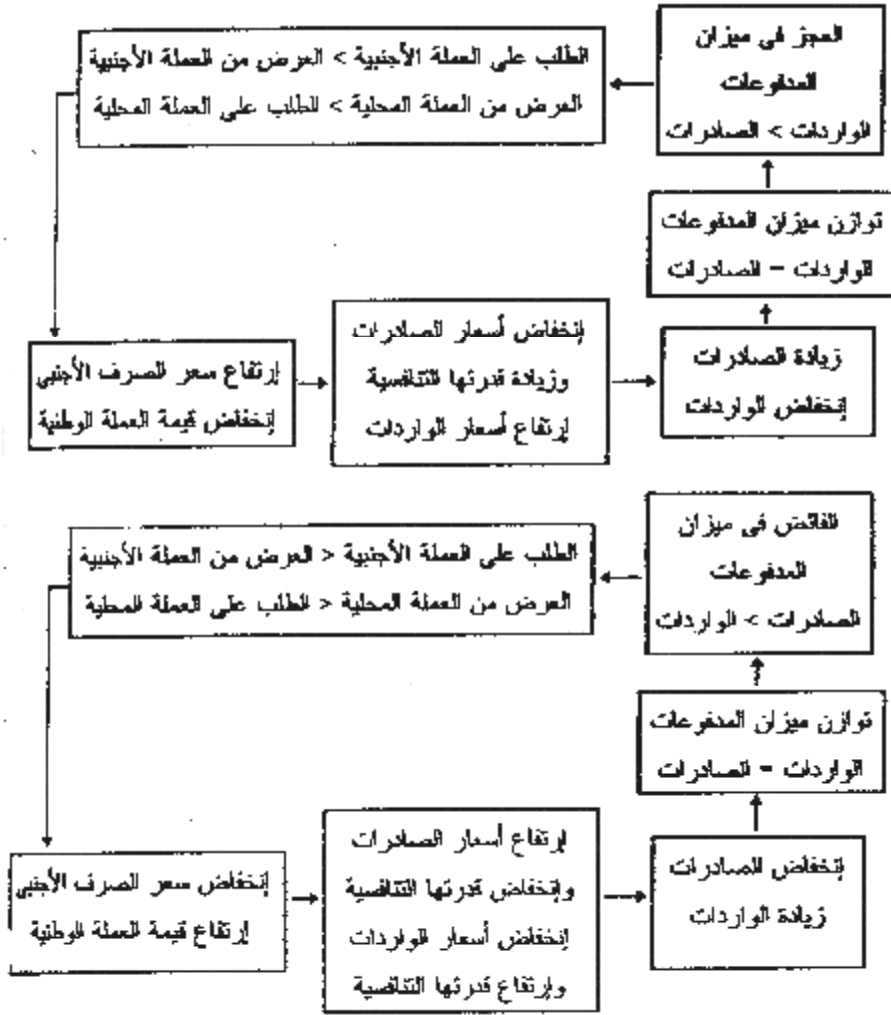 العجز فى ميزان
المدفوعات
الواردات > الصادرات
الطلب على العملة الأجنبية > العرض من العملة الأجنبية
العرض من العملة المحلية > الطلب على العملة المحلية
توازن ميزان المدفوعات
الواردات = الصادرات
زيادة الصادرات
إنخفاض الواردات
إنخفاض أسعار الصادرات
وزيادة قدرتها التنافسية
إرتفاع أسعار الواردات
إرتفاع سعر الصرف الأجنبى
إنخفاض قيمة العملة الوطنية
الفائض فى ميزان
المدفوعات
الصادرات > الواردات
الطلب على العملة الأجنبية < العرض من العملة الأجنبية
العرض من العملة المحلية < الطلب على العملة المحلية
توازن ميزان المدفوعات
الواردات = الصادرات
إنخفاض الصادرات
زيادة الواردات
إرتفاع أسعار الصادرات
وإنخفاض قدرتها التنافسية
إنخفاض أسعار الواردات
وإرتفاع قدرتها التنافسية
إنخفاض سعر الصرف الأجنبى
إرتفاع قيمة العملة الوطنية